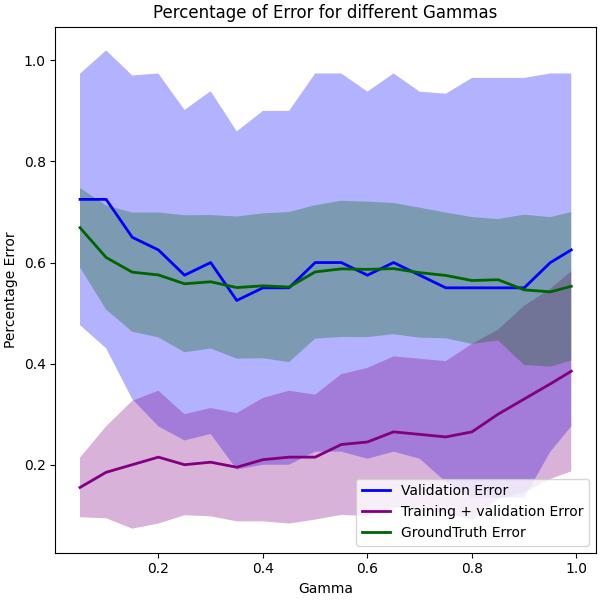 Percentage of Error for different Gammas
1.0
0.8
0.6
0.4
0.2
Percentage Error
0.2
0.4
0.6
0.8
1.0
Gamma
Validation Error
Training + validation Error
GroundTruth Error